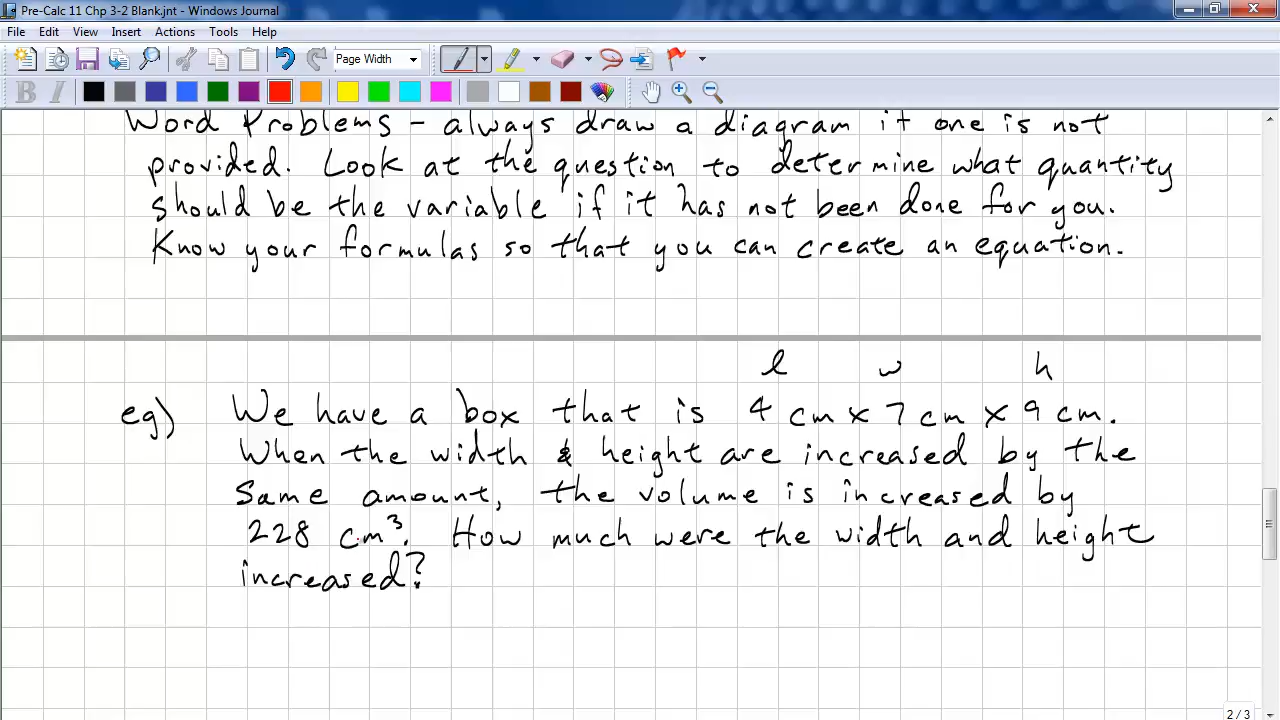 Pre-Calc 11 Chp 3-2 Blank.jnt - Windows Journal
File Edit View Insert Actions Tools Help
Page Width
B I
Word Problems - always draw a diagram if one is not
provided. Look at the question to determine what quantity
should be the variable if it has not been done for you.
Know your formulas so that you can create an equation.
l w h
eg) We have a box that is 4 cm x 7 cm x 9 cm.
When the width & height are increased by the
same amount, the volume is increased by
228 cm³. How much were the width and height
increased?
2/3